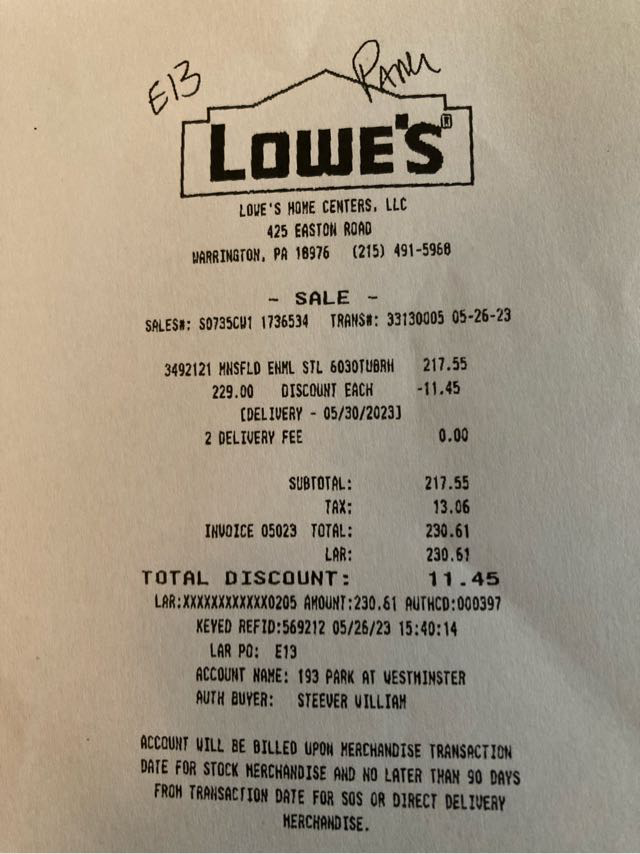 E13
LOWE'S®
LOWE'S HOME CENTERS, LLC
425 EASTON ROAD
WARRINGTON, PA 18976 (215) 491-5968
- SALE -
SALES#: S0735CW1 1736534 TRANS#: 33130005 05-26-23
3492121 MNSFLD ENML STL 6030TUBRH 217.55
229.00 DISCOUNT EACH -11.45
[DELIVERY - 05/30/2023]
2 DELIVERY FEE 0.00
SUBTOTAL: 217.55
TAX: 13.06
INVOICE 05023 TOTAL: 230.61
LAR: 230.61
TOTAL DISCOUNT: 11.45
LAR:XXXXXXXXXXXX0205 AMOUNT:230.61 AUTHCD:000397
KEYED REFID:569212 05/26/23 15:40:14
LAR PO: E13
ACCOUNT NAME: 193 PARK AT WESTMINSTER
AUTH BUYER: STEEVER WILLIAM
ACCOUNT WILL BE BILLED UPON MERCHANDISE TRANSACTION
DATE FOR STOCK MERCHANDISE AND NO LATER THAN 90 DAYS
FROM TRANSACTION DATE FOR SOS OR DIRECT DELIVERY
MERCHANDISE.